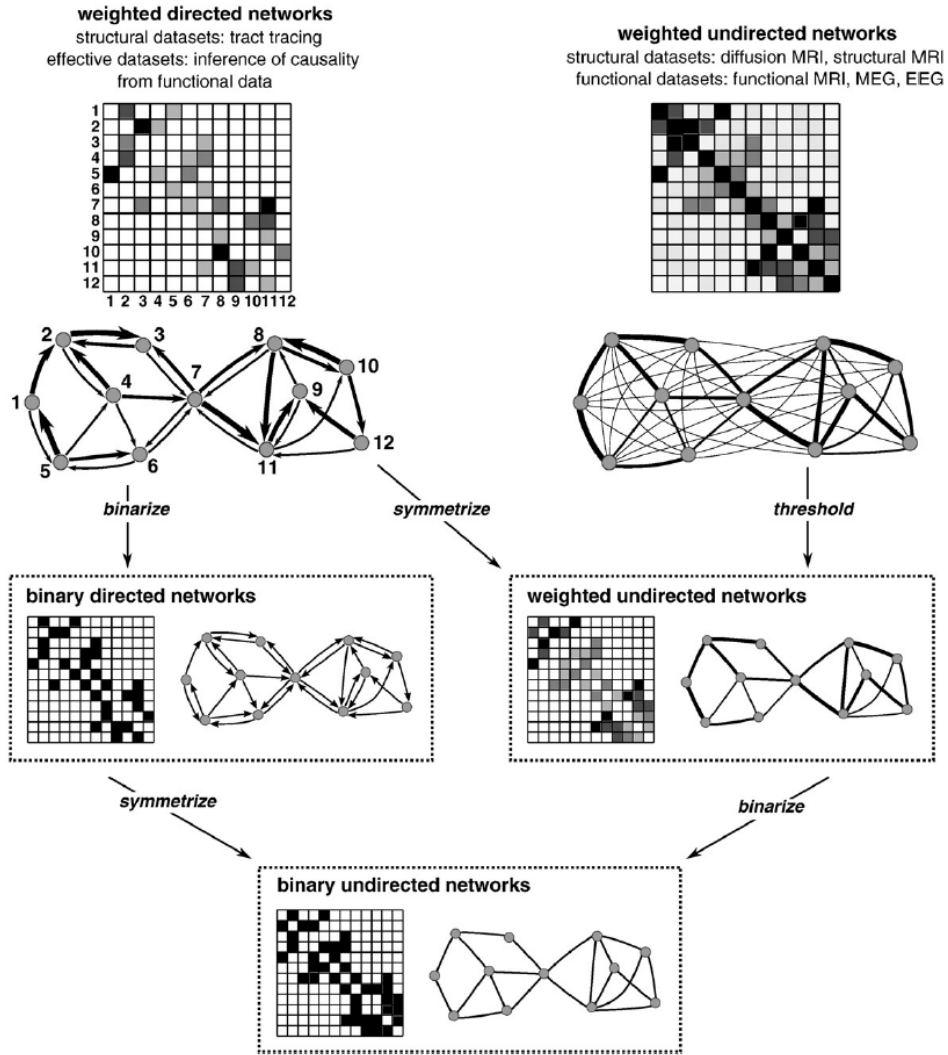 weighted directed networks
structural datasets: tract tracing
effective datasets: inference of causality
from functional data
weighted undirected networks
structural datasets: diffusion MRI, structural MRI
functional datasets: functional MRI, MEG, EEG
1
2
3
4
5
6
7
8
9
10
11
12
1 2 3 4 5 6 7 8 9 10 11 12
2
3
8
10
7
4
9
1
12
5
6
11
binarize
symmetrize
threshold
binary directed networks
weighted undirected networks
symmetrize
binarize
binary undirected networks